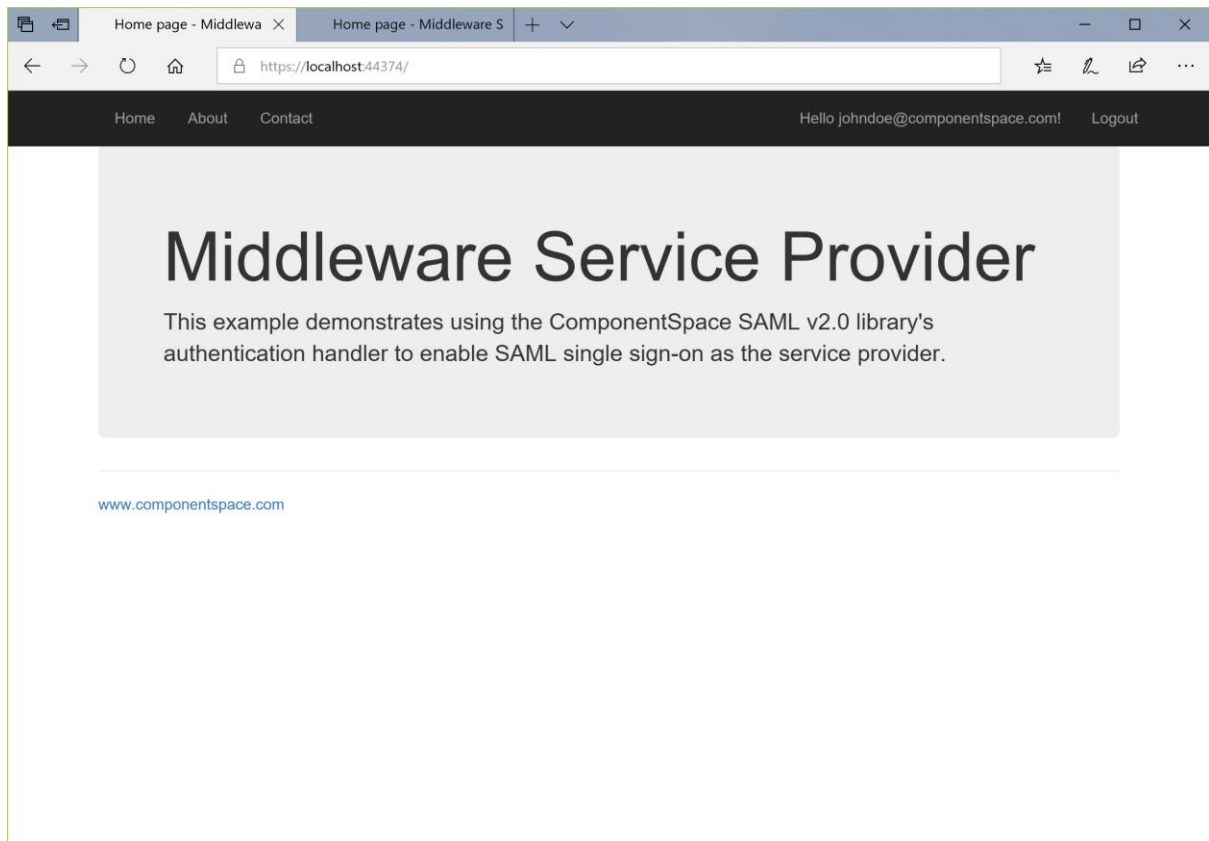 Home page - Middlewa
Home page - Middleware S
https://localhost:44374/
Home About Contact Hello johndoe@componentspace.com! Logout
Middleware Service Provider
This example demonstrates using the ComponentSpace SAML v2.0 library's
authentication handler to enable SAML single sign-on as the service provider.
www.componentspace.com